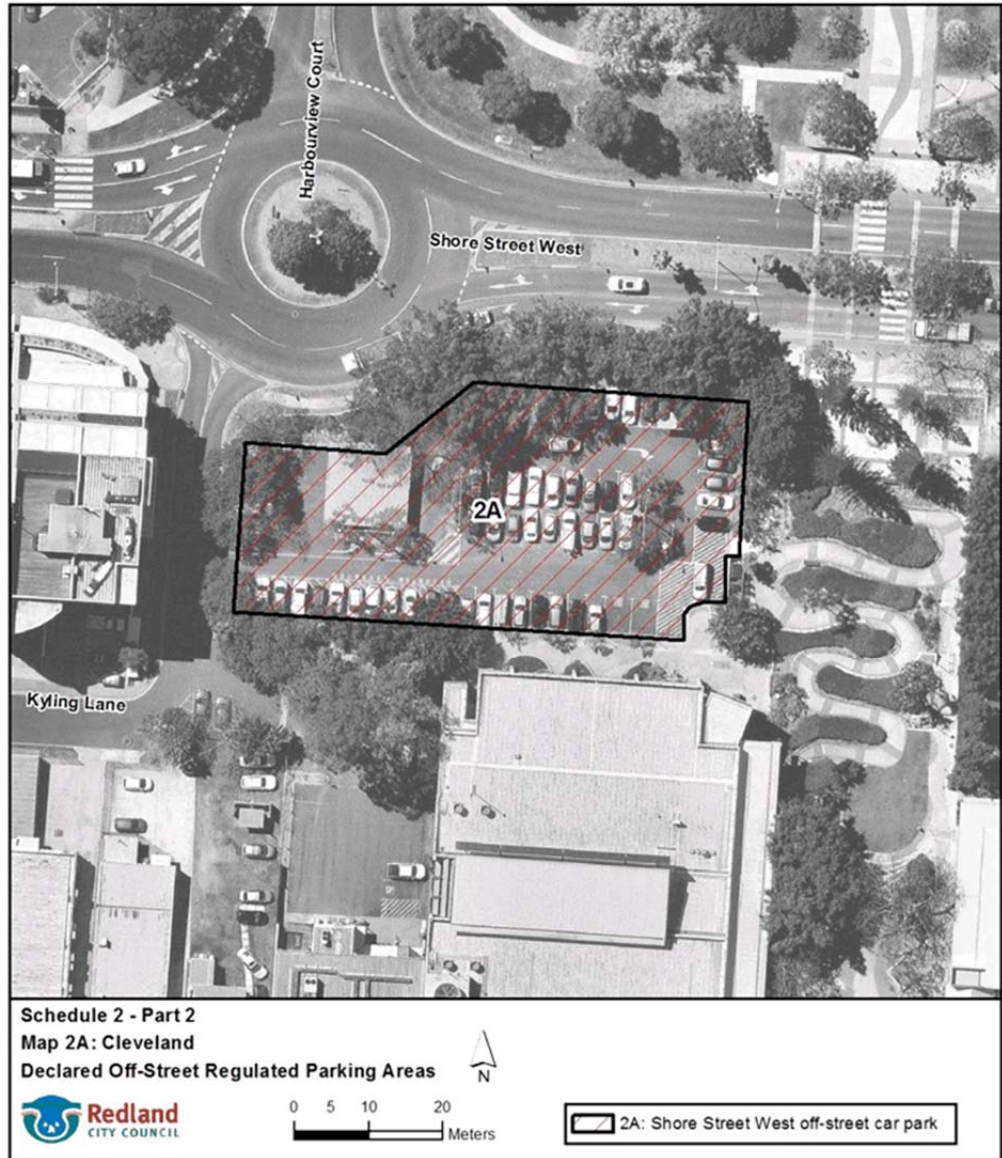 Harbourview Court
Shore Street West
2A
Kyling Lane
Schedule 2 - Part 2
Map 2A: Cleveland
Declared Off-Street Regulated Parking Areas
N
Redland
CITY COUNCIL
0 5 10 20
Meters
2A: Shore Street West off-street car park